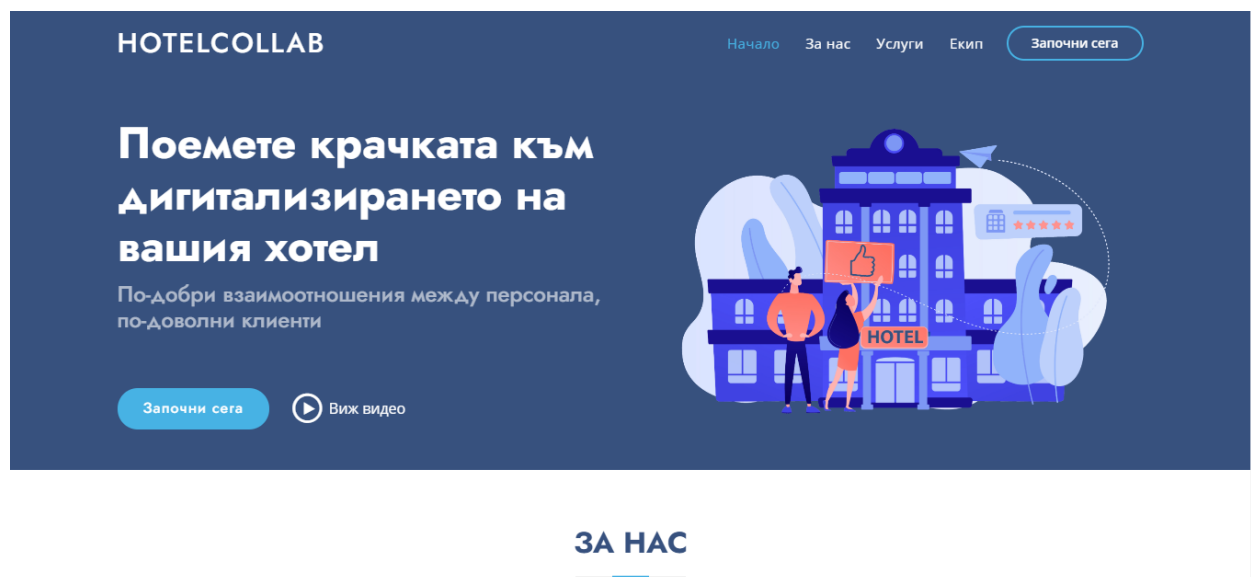 HOTELCOLLAB
Начало За нас Услуги Екип Започни сега
Поемете крачката към
дигитализирането на
вашия хотел
По-добри взаимоотношения между персонала,
по-доволни клиенти
Започни сега Виж видео
HOTEL
ЗА НАС